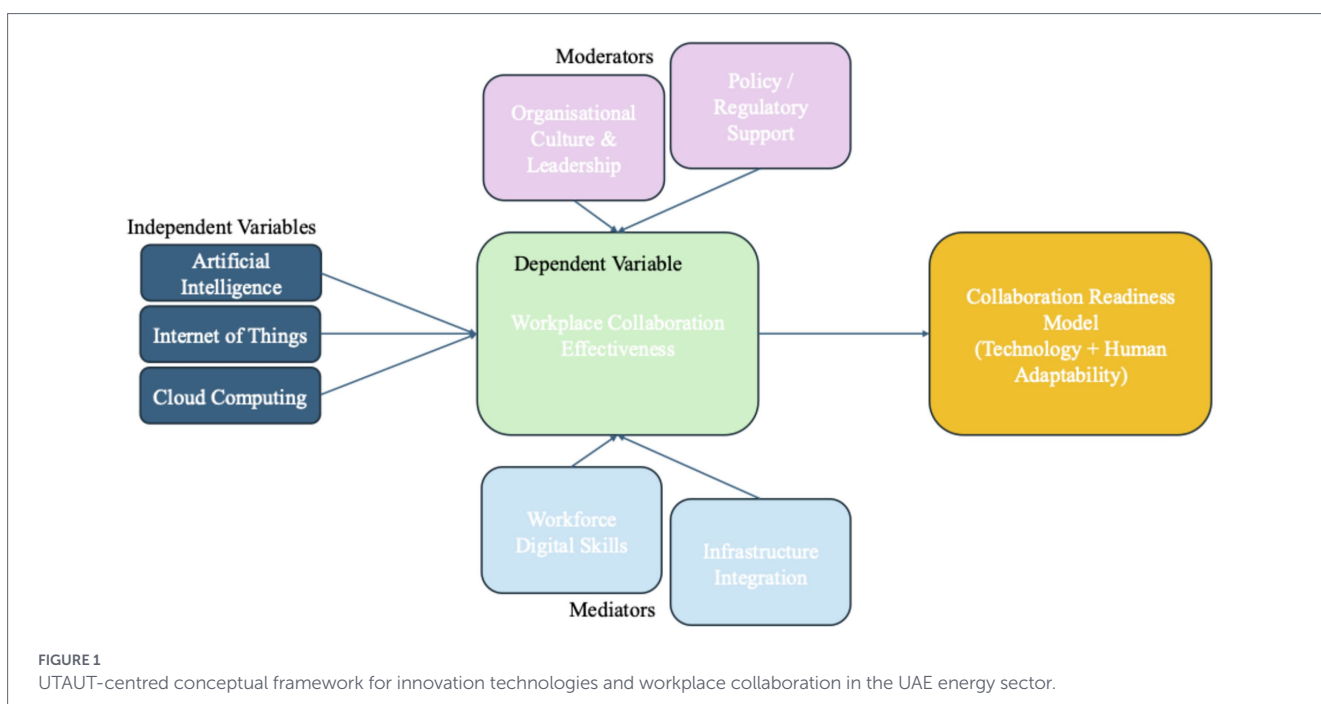 Moderators
Organisational
Culture &
Leadership
Policy /
Regulatory
Support
Independent Variables
Artificial
Intelligence
Internet of Things
Cloud Computing
Dependent Variable
Workplace Collaboration
Effectiveness
Collaboration Readiness
Model
(Technology + Human
Adaptability)
Workforce
Digital Skills
Infrastructure
Integration
Mediators
FIGURE 1
UTAUT-centred conceptual framework for innovation technologies and workplace collaboration in the UAE energy sector.